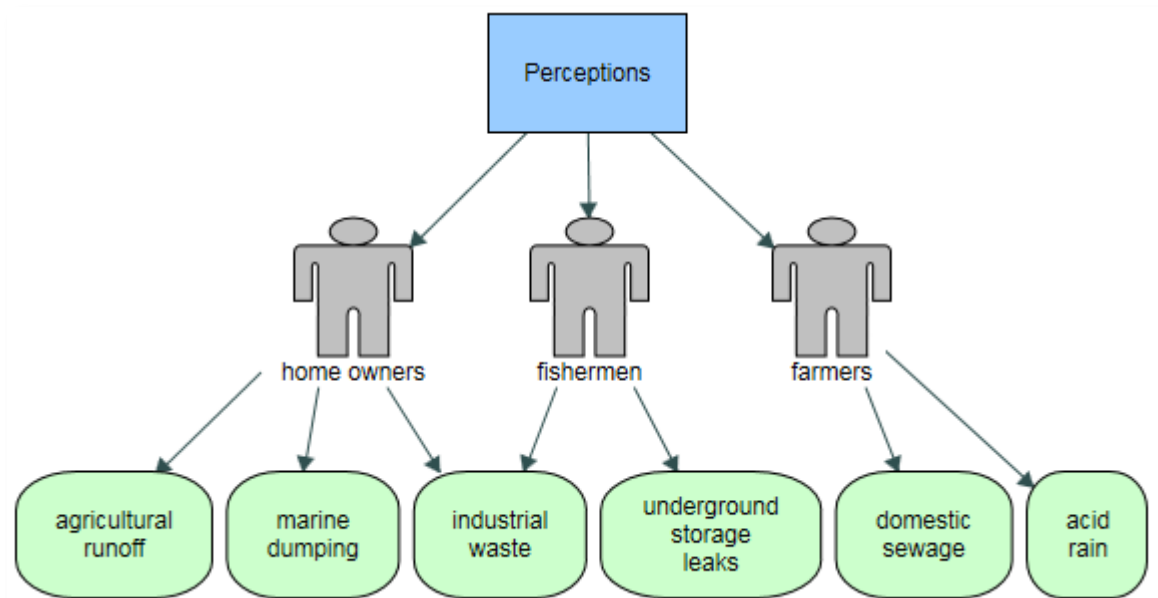 Perceptions
home owners
fishermen
farmers
agricultural
runoff
marine
dumping
industrial
waste
underground
storage
leaks
domestic
sewage
acid
rain